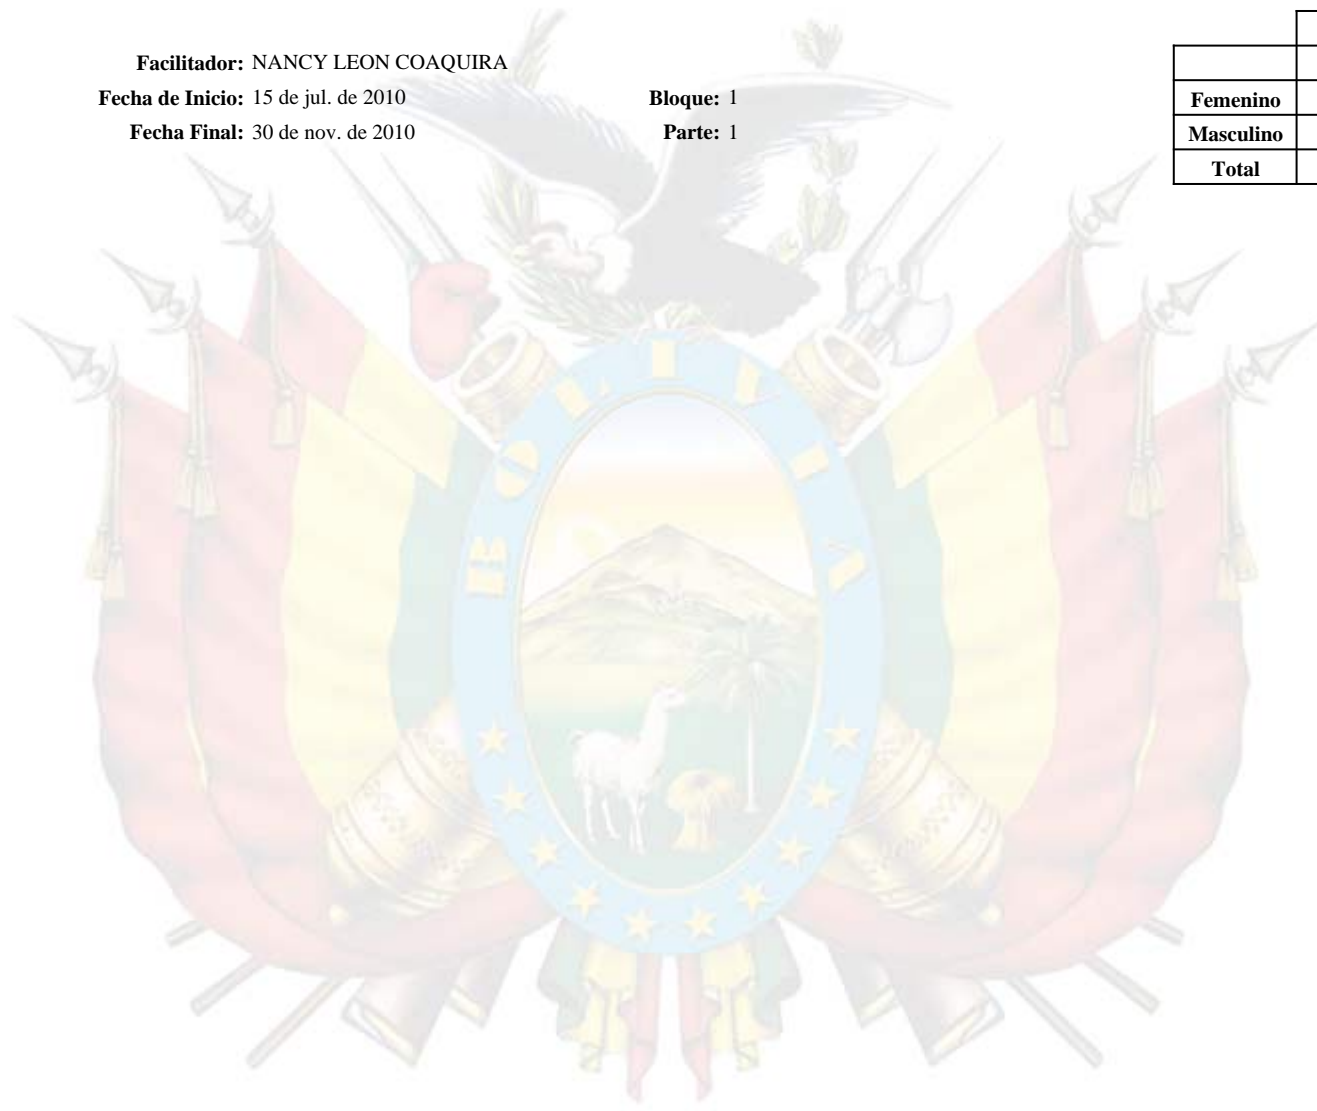 Facilitador: NANCY LEON COAQUIRA
Fecha de Inicio: 15 de jul. de 2010 Bloque: 1
Fecha Final: 30 de nov. de 2010 Parte: 1
Femenino
Masculino
Total
BOLIVIA